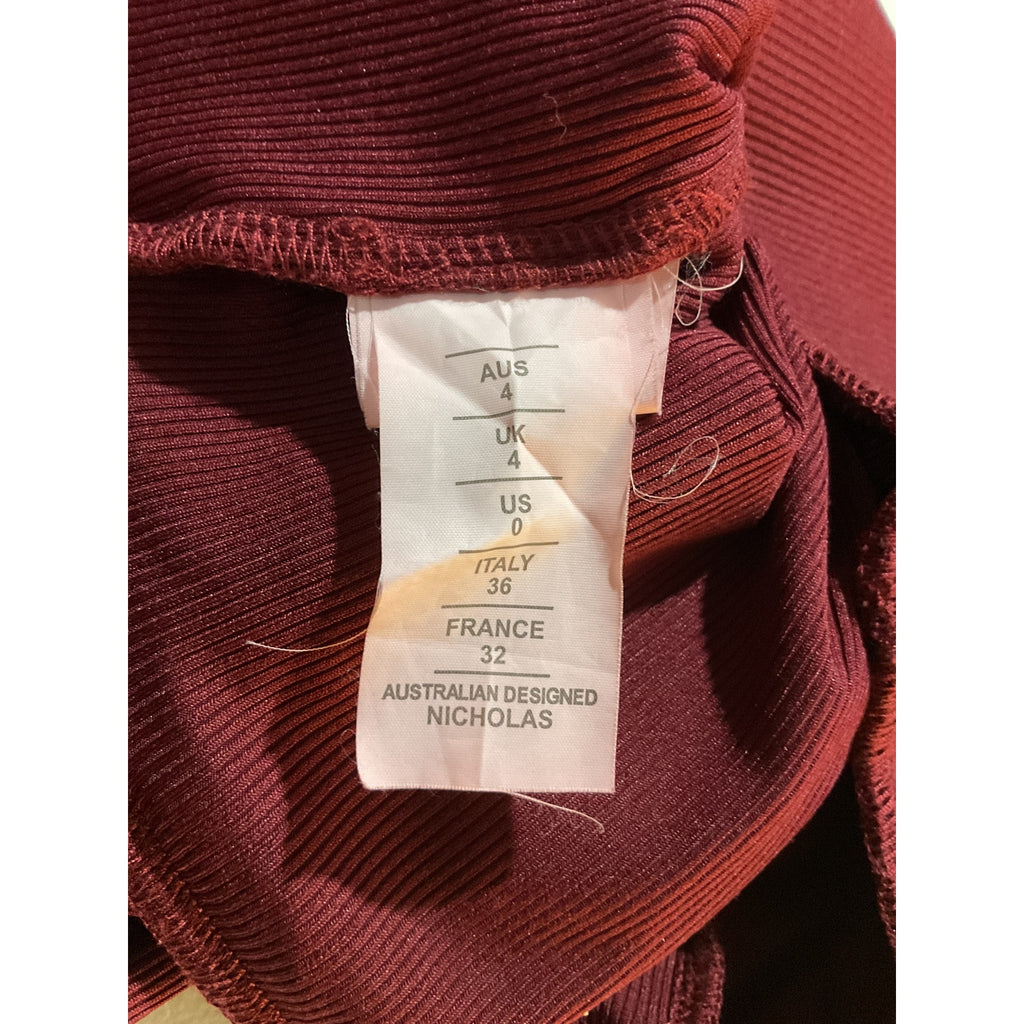 AUS
4
UK
4
US
0
ITALY
36
FRANCE
32
AUSTRALIAN DESIGNED
NICHOLAS